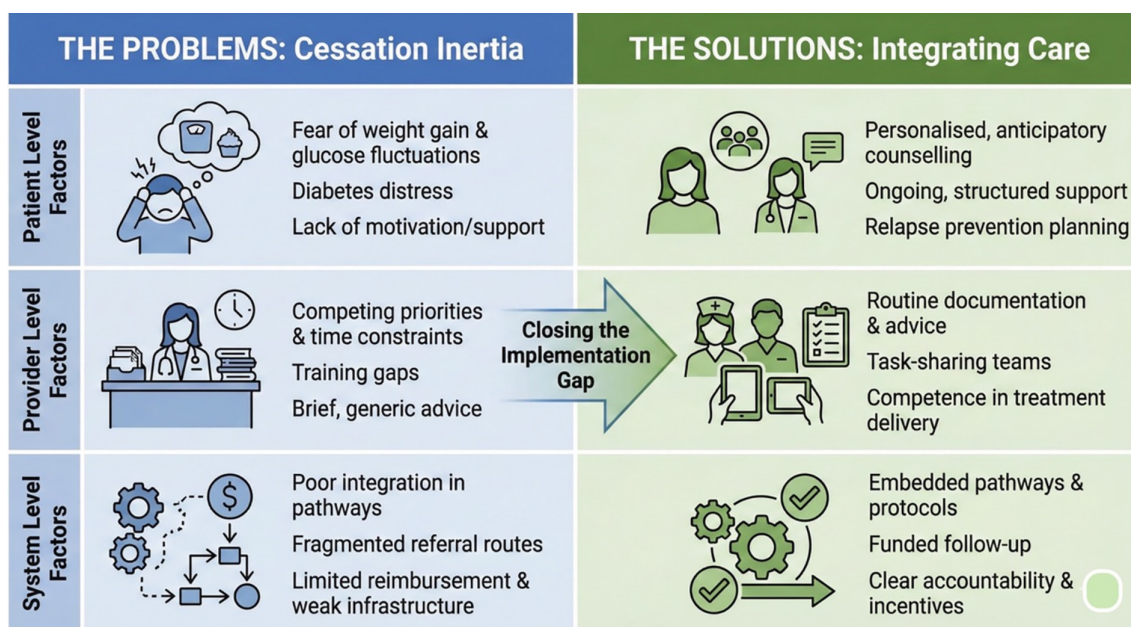 THE PROBLEMS: Cessation Inertia
THE SOLUTIONS: Integrating Care
Patient Level
Factors
Fear of weight gain &
glucose fluctuations
Diabetes distress
Lack of motivation/support
Personalised, anticipatory
counselling
Ongoing, structured support
Relapse prevention planning
Provider Level
Factors
Competing priorities
& time constraints
Training gaps
Brief, generic advice
Closing the
Implementation
Gap
Routine documentation
& advice
Task-sharing teams
Competence in treatment
delivery
System Level
Factors
$
Poor integration in
pathways
Fragmented referral routes
Limited reimbursement &
weak infrastructure
Embedded pathways &
protocols
Funded follow-up
Clear accountability &
incentives